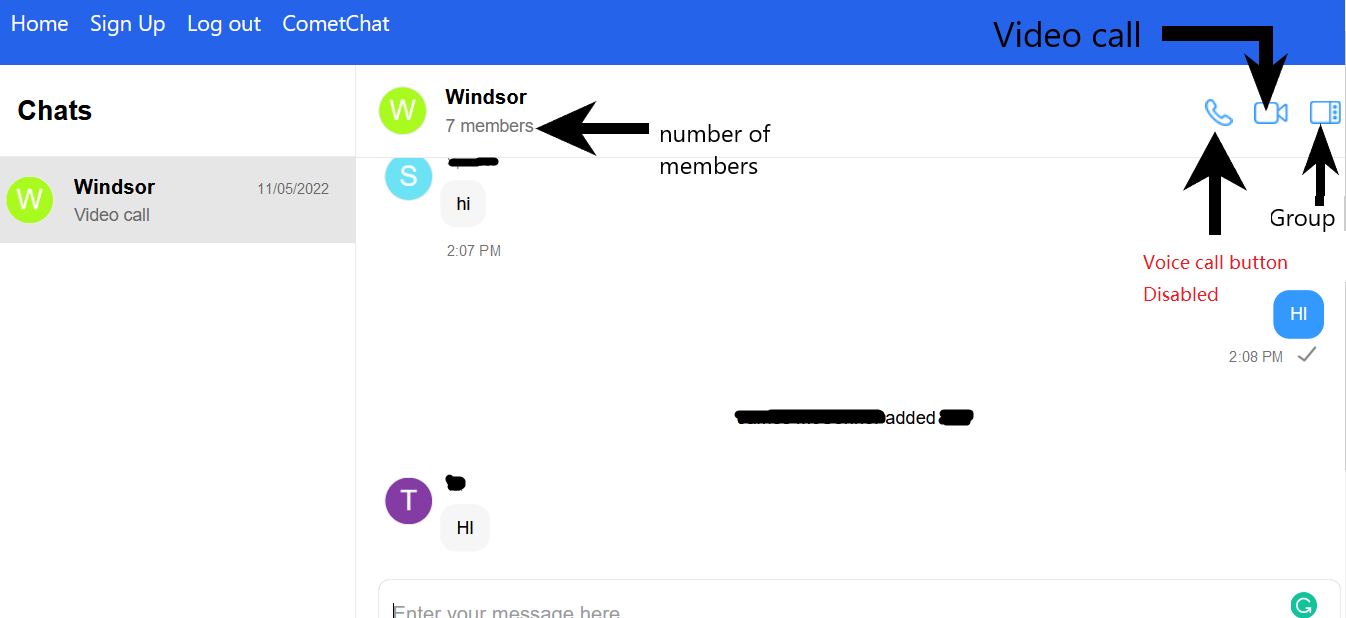 Home Sign Up Log out CometChat
Video call
Chats
W Windsor
7 members
number of
members
W Windsor 11/05/2022
Video call
S
hi
2:07 PM
Group
Voice call button
Disabled
HI
2:08 PM
added
T
HI
Enter your message here
G